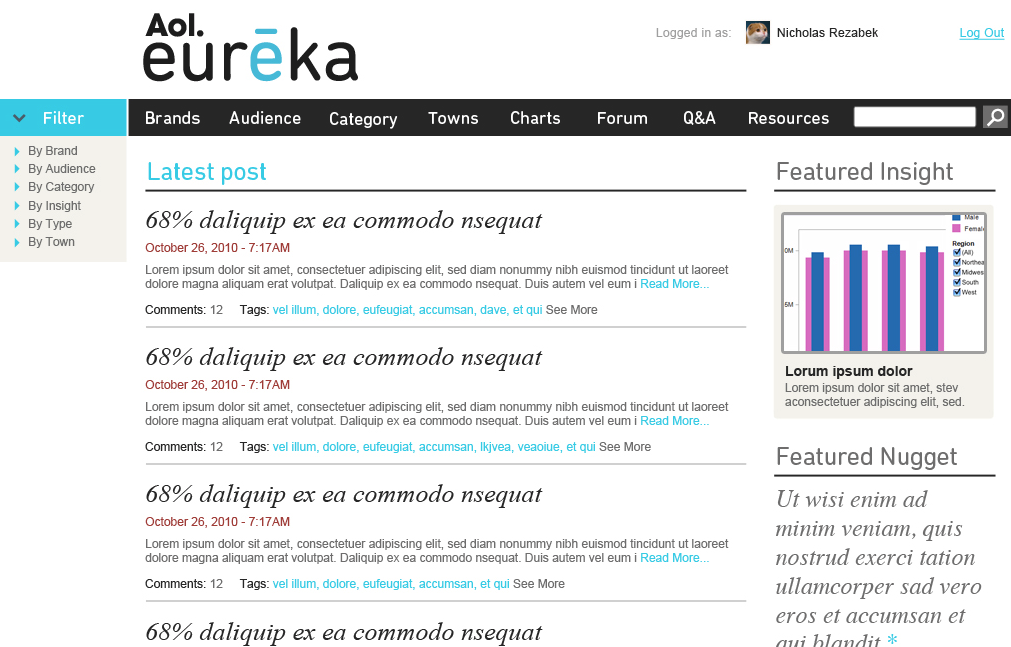 Aol.
eurēka
Logged in as: Nicholas Rezabek Log Out
Filter Brands Audience Category Towns Charts Forum Q&A Resources
By Brand
By Audience
By Category
By Insight
By Type
By Town
Latest post
68% daliquip ex ea commodo nsequat
October 26, 2010 - 7:17AM
Lorem ipsum dolor sit amet, consectetuer adipiscing elit, sed diam nonummy nibh euismod tincidunt ut laoreet
dolore magna aliquam erat volutpat. Daliquip ex ea commodo nsequat. Duis autem vel eum i Read More...
Comments: 12 Tags: vel illum, dolore, eufeugiat, accumsan, dave, et qui See More
68% daliquip ex ea commodo nsequat
October 26, 2010 - 7:17AM
Lorem ipsum dolor sit amet, consectetuer adipiscing elit, sed diam nonummy nibh euismod tincidunt ut laoreet
dolore magna aliquam erat volutpat. Daliquip ex ea commodo nsequat. Duis autem vel eum i Read More...
Comments: 12 Tags: vel illum, dolore, eufeugiat, accumsan, lkjvea, veaoiue, et qui See More
68% daliquip ex ea commodo nsequat
October 26, 2010 - 7:17AM
Lorem ipsum dolor sit amet, consectetuer adipiscing elit, sed diam nonummy nibh euismod tincidunt ut laoreet
dolore magna aliquam erat volutpat. Daliquip ex ea commodo nsequat. Duis autem vel eum i Read More...
Comments: 12 Tags: vel illum, dolore, eufeugiat, accumsan, et qui See More
68% daliquip ex ea commodo nsequat
Featured Insight
Male
Femal
Region
(All)
Northea
Midwes
South
West
0M
5M
Lorum ipsum dolor
Lorem ipsum dolor sit amet, stev
aconsectetuer adipiscing elit, sed.
Featured Nugget
Ut wisi enim ad
minim veniam, quis
nostrud exerci tation
ullamcorper sad vero
eros et accumsan et
qui blandit *